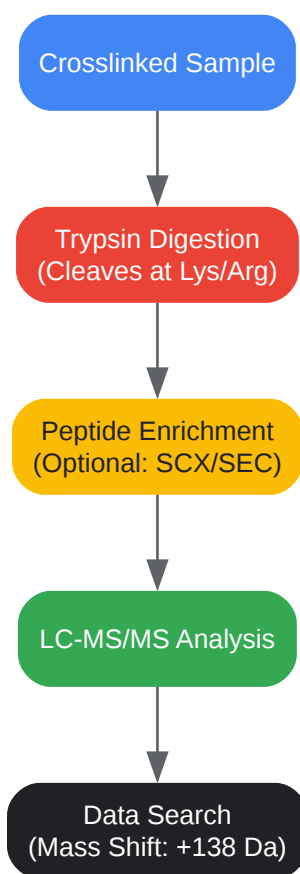 Crosslinked Sample
Trypsin Digestion
(Cleaves at Lys/Arg)
Peptide Enrichment
(Optional: SCX/SEC)
LC-MS/MS Analysis
Data Search
(Mass Shift: +138 Da)